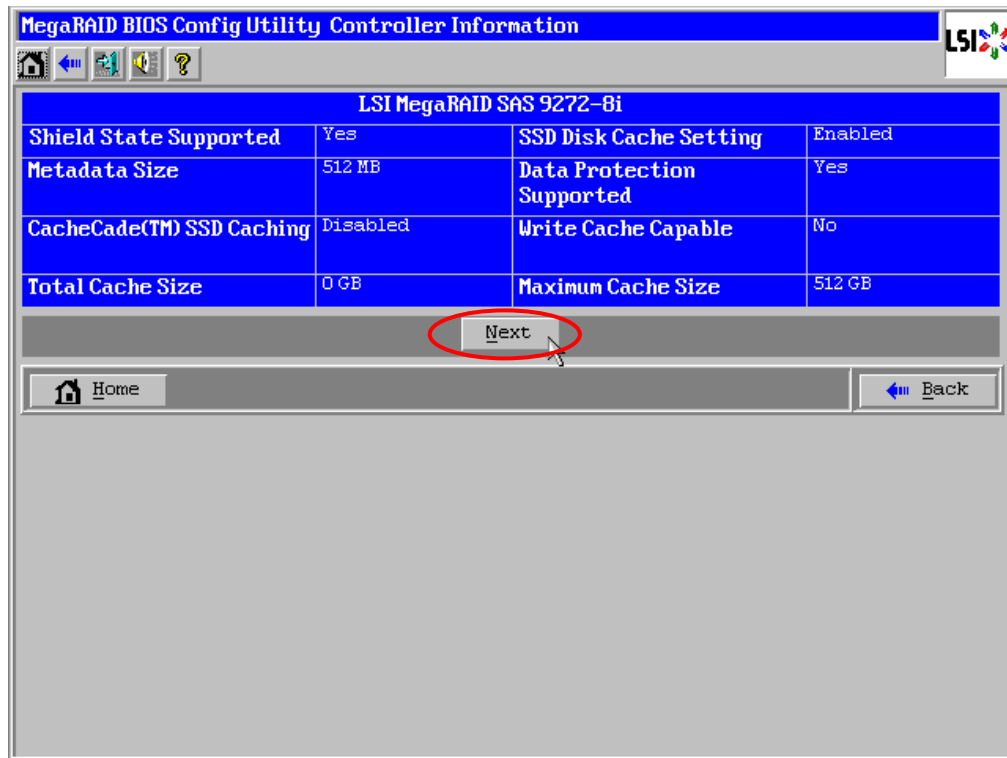 MegaRAID BIOS Config Utility Controller Information
LSI
LSI MegaRAID SAS 9272-8i
Shield State Supported Yes SSD Disk Cache Setting Enabled
Metadata Size 512 MB Data Protection Supported Yes
CacheCade(TM) SSD Caching Disabled Write Cache Capable No
Total Cache Size 0 GB Maximum Cache Size 512 GB
Next
Home Back